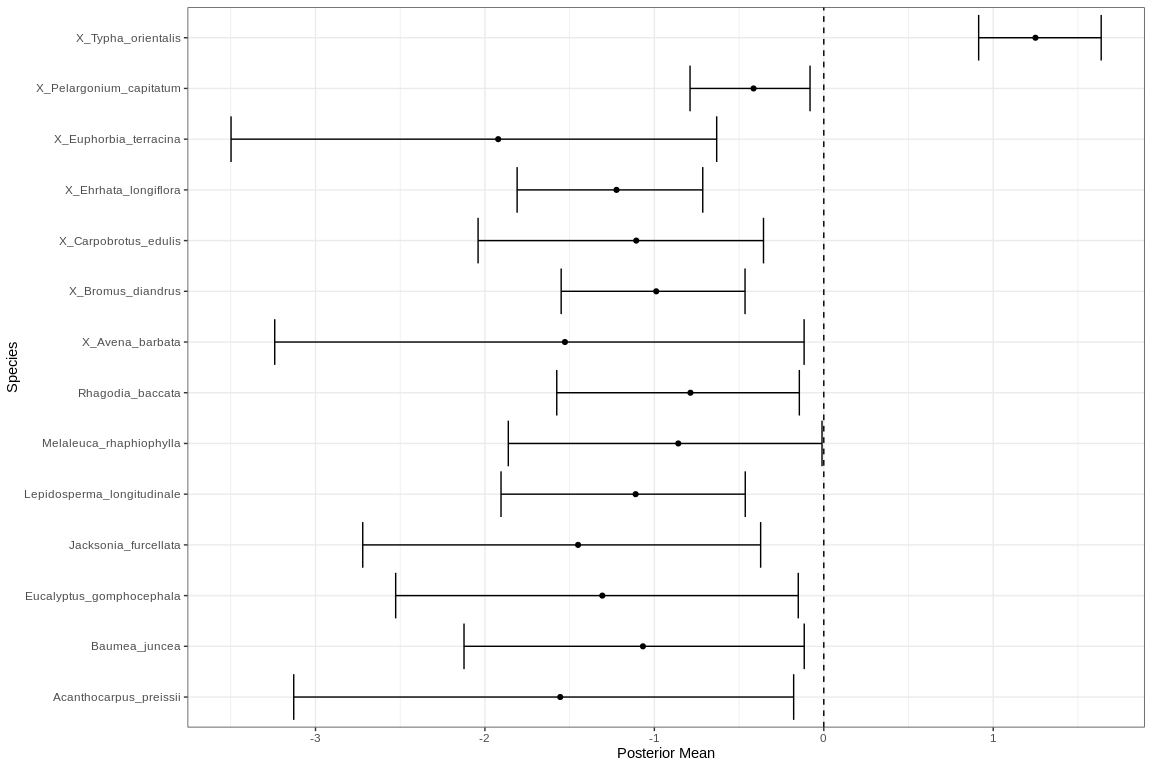 X_Typha_orientalis
X_Pelargonium_capitatum
X_Euphorbia_terracina
X_Ehrhata_longiflora
X_Carpobrotus_edulis
X_Bromus_diandrus
X_Avena_barbata
Rhagodia_baccata
Melaleuca_rhaphiophylla
Lepidosperma_longitudinale
Jacksonia_furcellata
Eucalyptus_gomphocephala
Baumea_juncea
Acanthocarpus_preissii
Species
-3 -2 -1 0 1
Posterior Mean